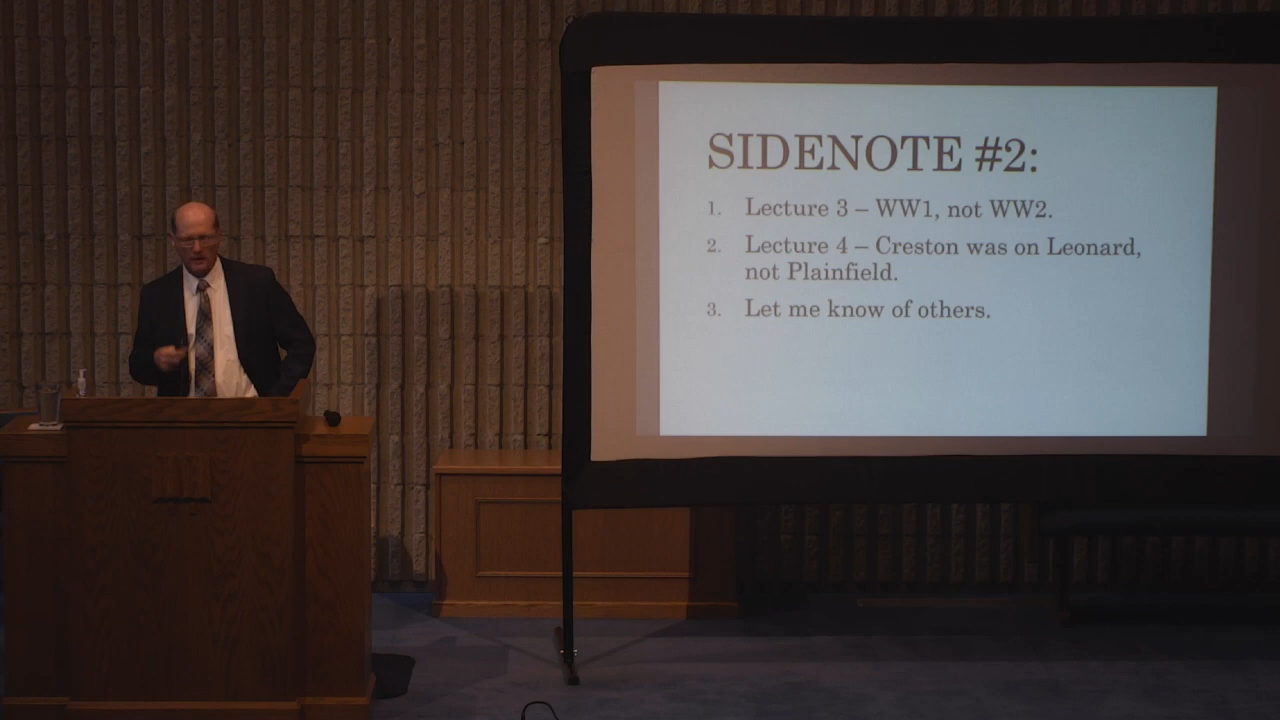 SIDENOTE #2:
1. Lecture 3 – WW1, not WW2.
2. Lecture 4 – Creston was on Leonard,
not Plainfield.
3. Let me know of others.